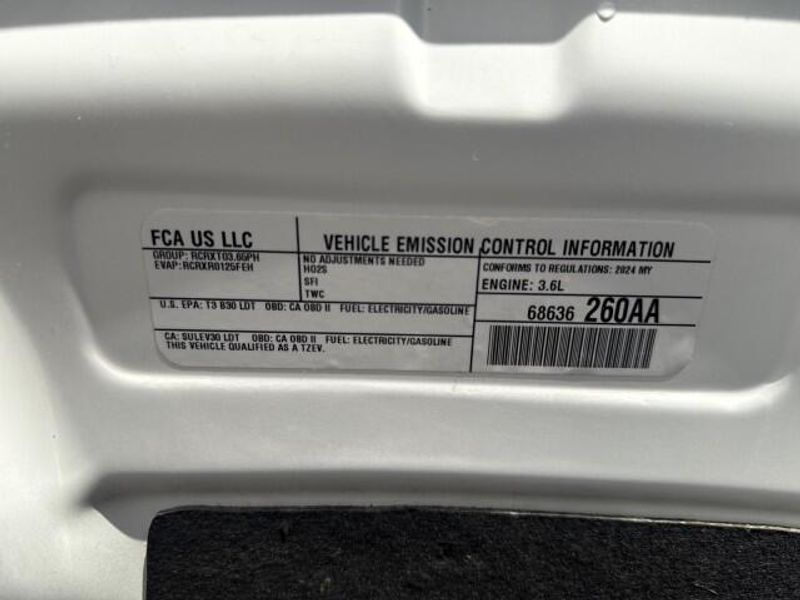 FCA US LLC
VEHICLE EMISSION CONTROL INFORMATION
GROUP: RCRXT03.65PH
EVAP:RCRXR0125FEH
NO ADJUSTMENTS NEEDED
HO2S
SFI
TWC
CONFORMS TO REGULATIONS: 2024 MY
ENGINE: 3.6L
U.S. EPA: T3 B30 LDT OBD: CA OBD II FUEL: ELECTRICITY/GASOLINE
68636 260AA
CA: SULEV30 LDT OBD: CA OBD II FUEL: ELECTRICITY/GASOLINE
THIS VEHICLE QUALIFIED AS A TZEV.